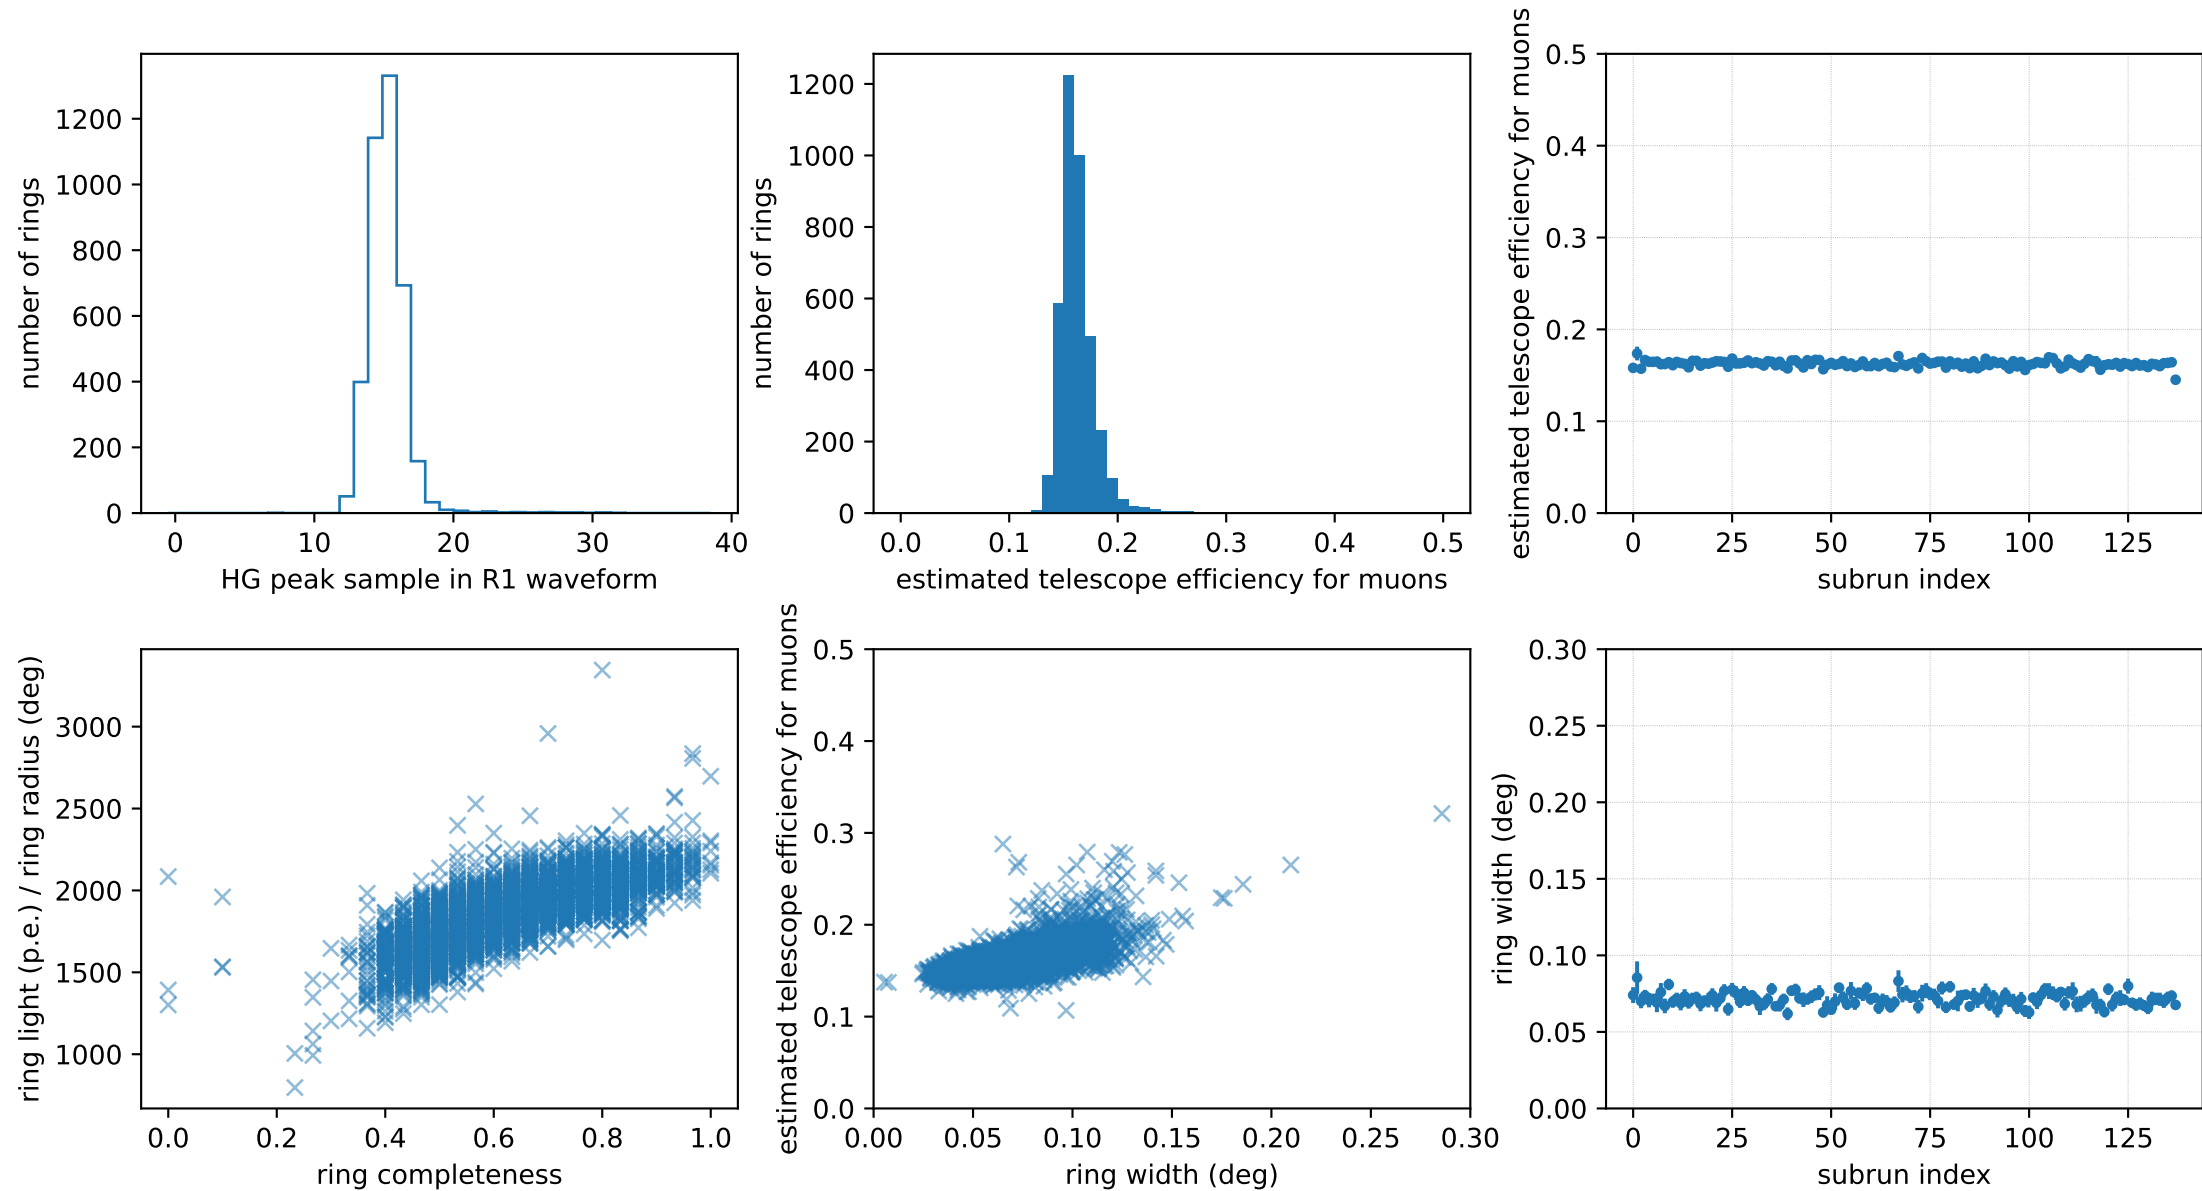 number of rings
1200
1000
800
600
400
200
0
0 10 20 30 40
HG peak sample in R1 waveform
number of rings
1200
1000
800
600
400
200
0
0.0 0.1 0.2 0.3 0.4 0.5
estimated telescope efficiency for muons
estimated telescope efficiency for muons
0.5
0.4
0.3
0.2
0.1
0.0
0 25 50 75 100 125
subrun index
ring light (p.e.) / ring radius (deg)
3000
2500
2000
1500
1000
0.0 0.2 0.4 0.6 0.8 1.0
ring completeness
estimated telescope efficiency for muons
0.5
0.4
0.3
0.2
0.1
0.0
0.00 0.05 0.10 0.15 0.20 0.25 0.30
ring width (deg)
ring width (deg)
0.30
0.25
0.20
0.15
0.10
0.05
0.00
0 25 50 75 100 125
subrun index